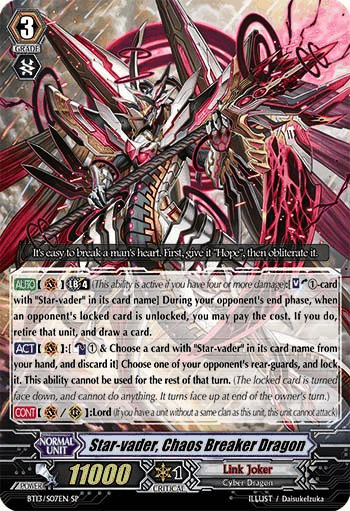 3
GRADE
It's easy to break a man's heart. First, give it "Hope", then obliterate it.
AUTO [ ] LB 4 (This ability is active if you have four or more damage): [ ① -card
with "Star-vader" in its card name] During your opponent's end phase, when
an opponent's locked card is unlocked, you may pay the cost. If you do,
retire that unit, and draw a card.
ACT [ ]: [ ① & Choose a card with "Star-vader" in its card name from
your hand, and discard it] Choose one of your opponent's rear-guards, and lock
it. This ability cannot be used for the rest of that turn. (The locked card is turned
face down, and cannot do anything. It turns face up at the end of the owner's turn.)
CONT [ / ]: Lord (If you have a unit without a same clan as this unit, this unit cannot attack)
NORMAL
UNIT
Star-vader, Chaos Breaker Dragon
POWER
11000
1
CRITICAL
Link Joker
Cyber Dragon
BT13/S07EN SP
ILLUST / DaisukeIzuka